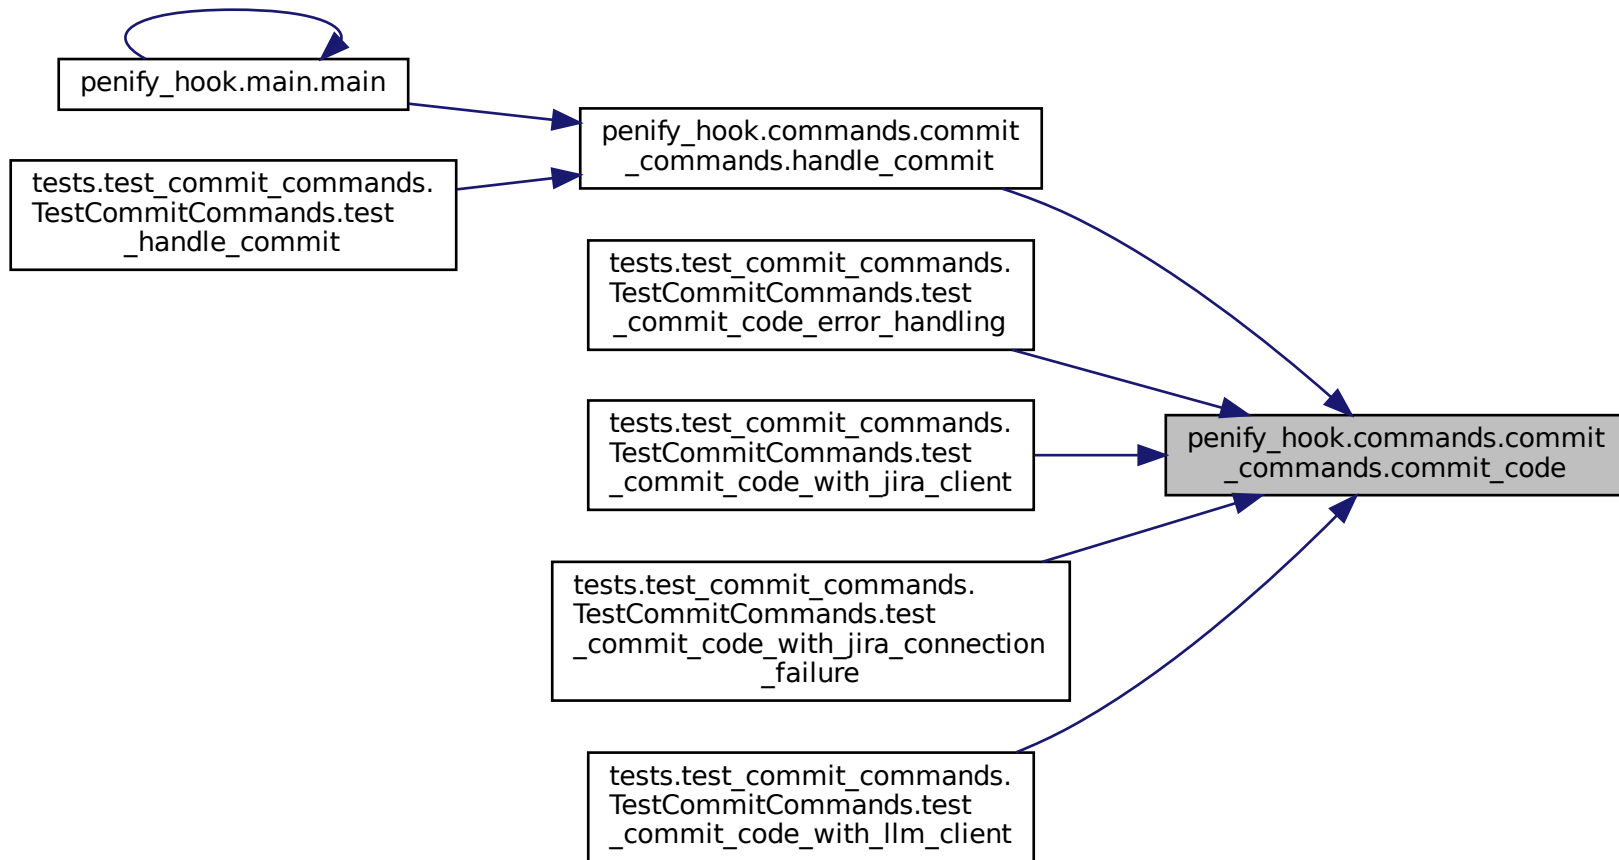 penify_hook.main.main
tests.test_commit_commands.
TestCommitCommands.test
_handle_commit
penify_hook.commands.commit
_commands.handle_commit
tests.test_commit_commands.
TestCommitCommands.test
_commit_code_error_handling
tests.test_commit_commands.
TestCommitCommands.test
_commit_code_with_jira_client
tests.test_commit_commands.
TestCommitCommands.test
_commit_code_with_jira_connection
_failure
tests.test_commit_commands.
TestCommitCommands.test
_commit_code_with_llm_client
penify_hook.commands.commit
_commands.commit_code